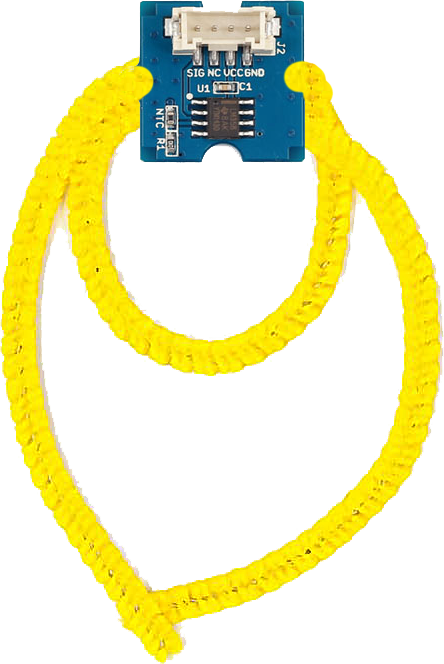 J2
SIG NC VCC GND
U1 C1
NTC
R1